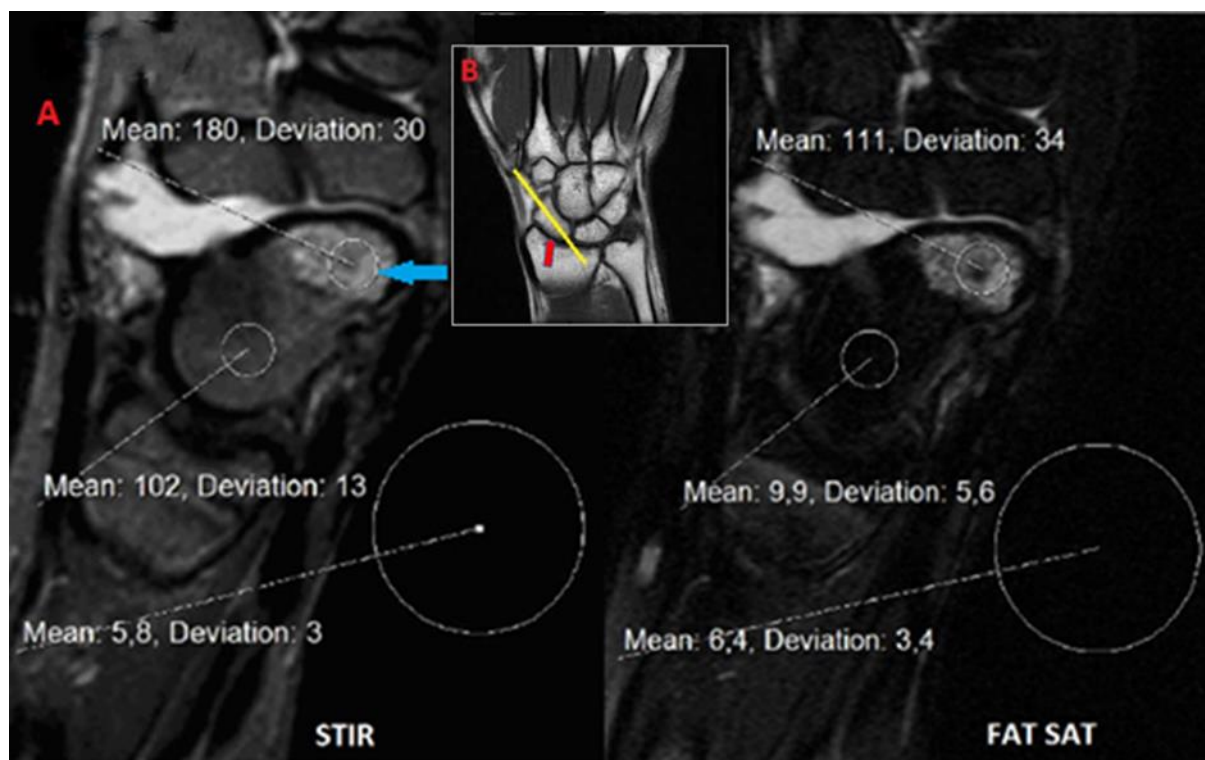 A
B
Mean: 180, Deviation: 30
Mean: 111, Deviation: 34
Mean: 102, Deviation: 13
Mean: 9,9, Deviation: 5,6
Mean: 5,8, Deviation: 3
Mean: 6,4, Deviation: 3,4
STIR
FAT SAT